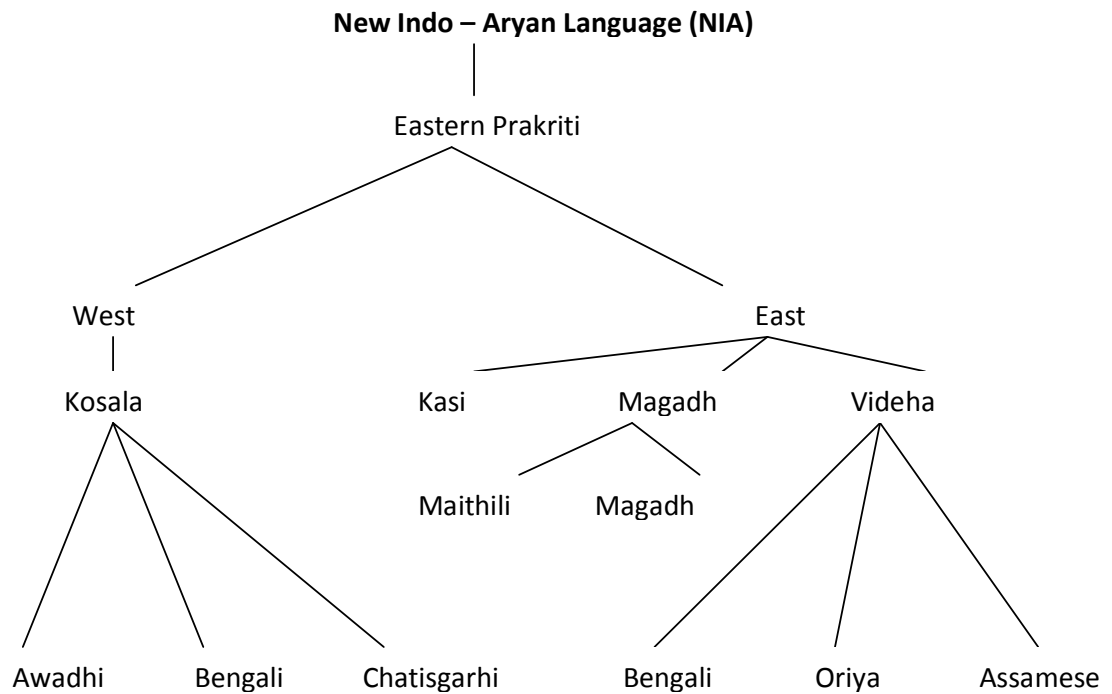 New Indo – Aryan Language (NIA)
Eastern Prakriti
West East
Kosala Kasi Magadh Videha
Maithili Magadh
Awadhi Bengali Chatisgarhi Bengali Oriya Assamese